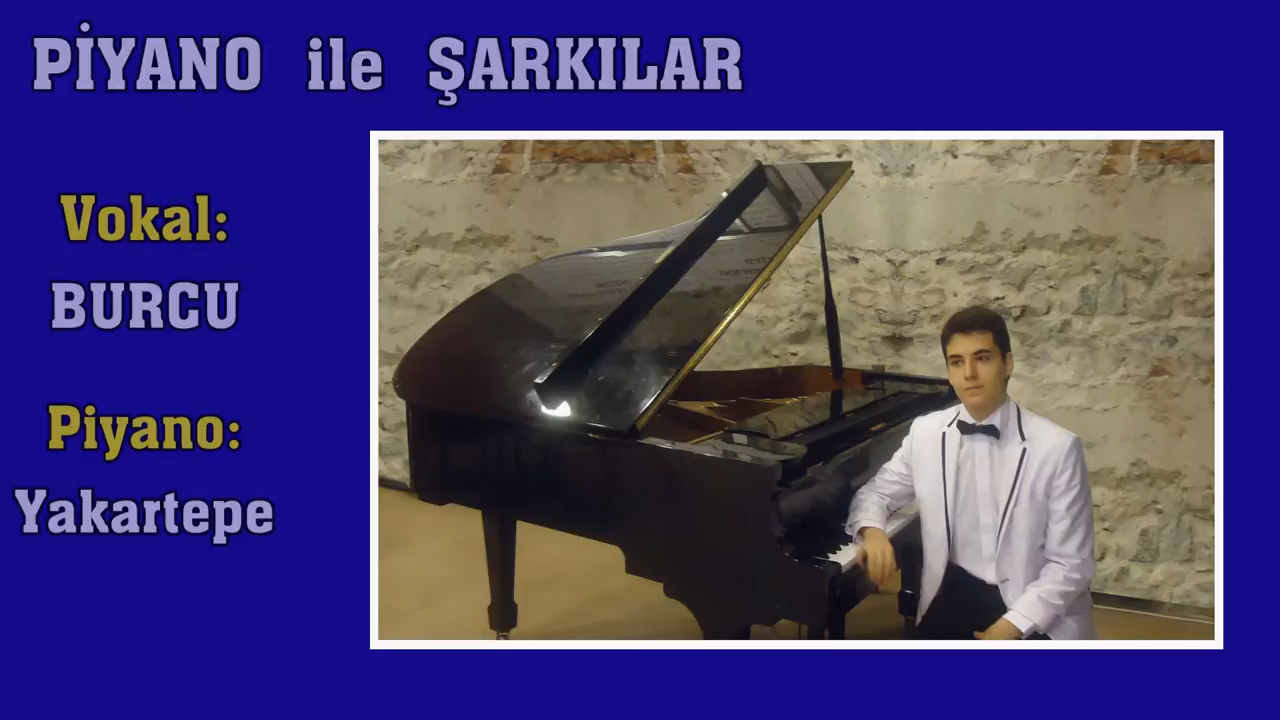 PİYANO ile ŞARKILAR
Vokal:
BURCU
Piyano:
Yakartepe